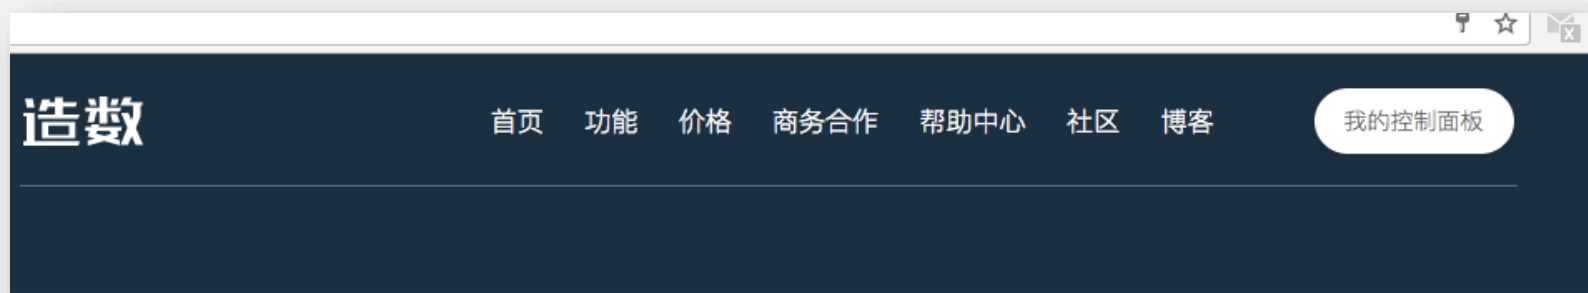 造数 首页 功能 价格 商务合作 帮助中心 社区 博客 我的控制面板